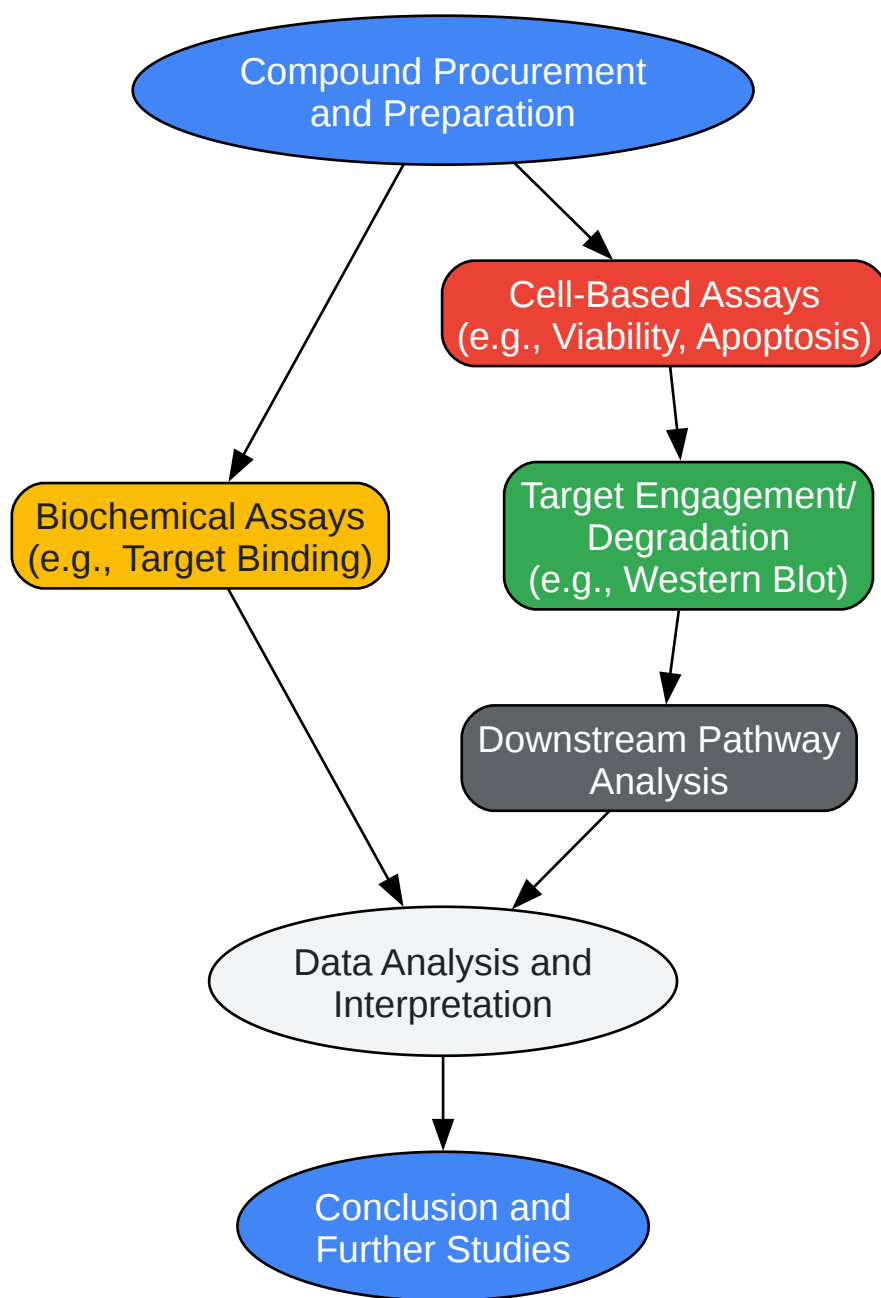 Compound Procurement
and Preparation
Cell-Based Assays
(e.g., Viability, Apoptosis)
Biochemical Assays
(e.g., Target Binding)
Target Engagement/
Degradation
(e.g., Western Blot)
Downstream Pathway
Analysis
Data Analysis and
Interpretation
Conclusion and
Further Studies